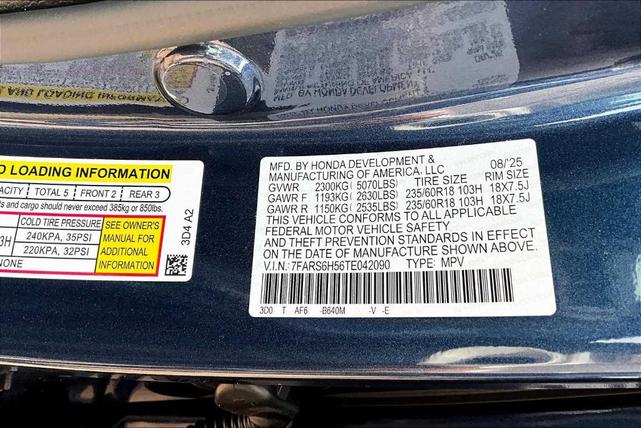 AND LOADING INFORMAT
D LOADING INFORMATION
ACITY | TOTAL 5 | FRONT 2 | REAR 3
ts and cargo should never exceed 385kg or 850lbs.
COLD TIRE PRESSURE
3H 240KPA, 35PSI
220KPA, 32PSI
NONE
SEE OWNER'S
MANUAL FOR
ADDITIONAL
INFORMATION
3D4 A2
MFD. BY HONDA DEVELOPMENT & 08/'25
MANUFACTURING OF AMERICA, LLC
TIRE SIZE RIM SIZE
GVWR 2300KG( 5070LBS)
GAWR F 1193KG( 2630LBS) 235/60R18 103H 18X7.5J
GAWR R 1150KG( 2535LBS) 235/60R18 103H 18X7.5J
THIS VEHICLE CONFORMS TO ALL APPLICABLE
FEDERAL MOTOR VEHICLE SAFETY
AND THEFT PREVENTION STANDARDS IN EFFECT
ON THE DATE OF MANUFACTURE SHOWN ABOVE.
V.I.N.: 7FARS6H56TE042090 TYPE: MPV
3D0 T AF6 -B640M -V -E